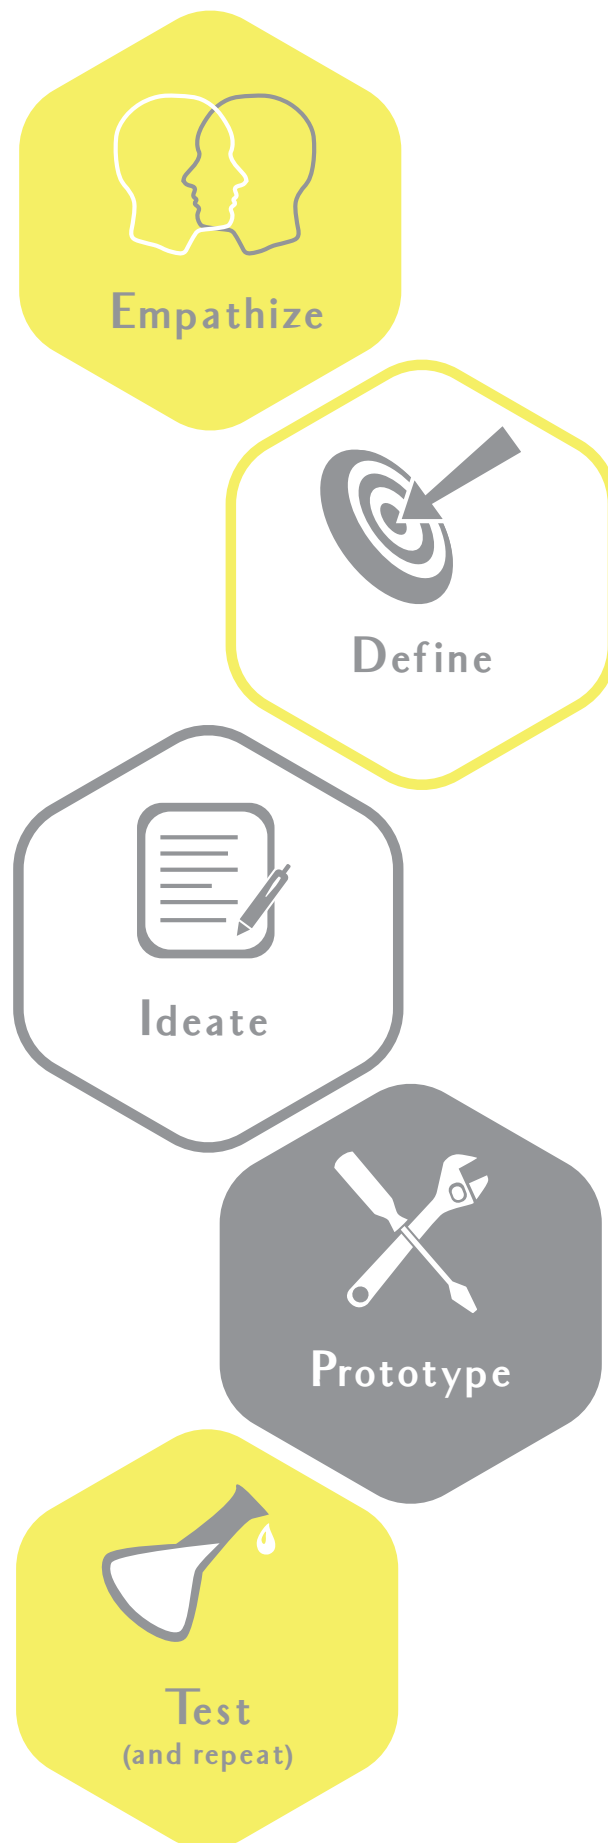 Empathize
Define
Ideate
Prototype
Test
(and repeat)